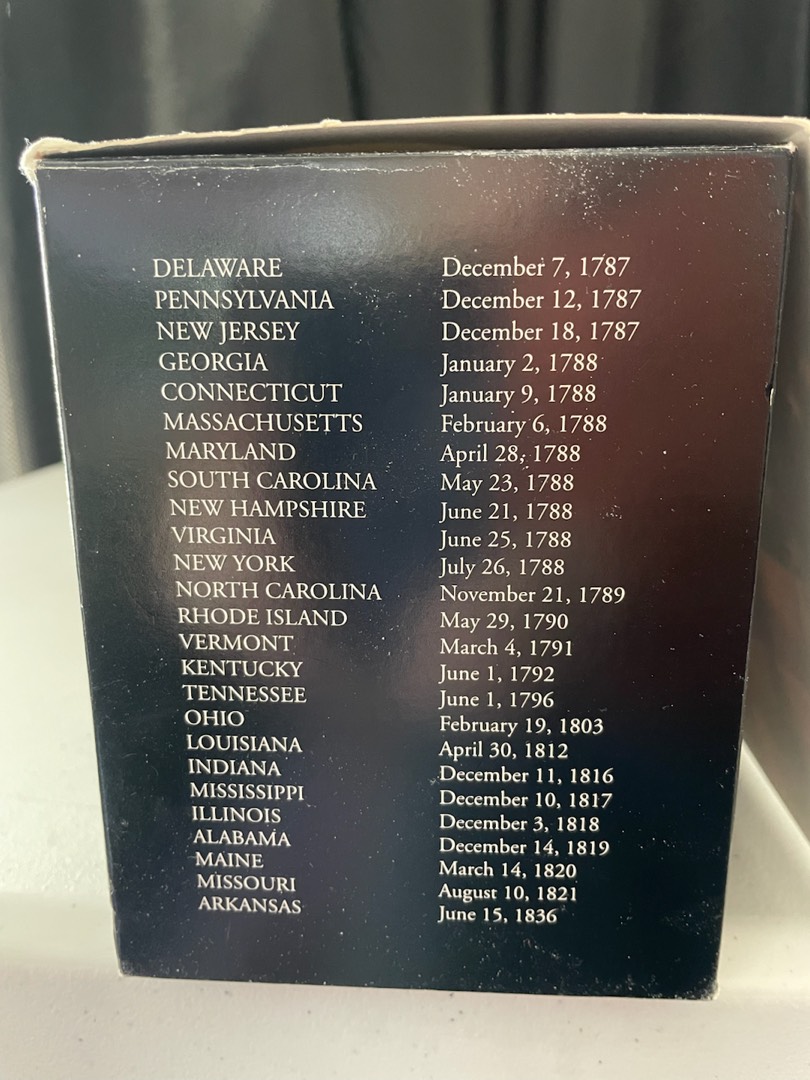 DELAWARE December 7, 1787
PENNSYLVANIA December 12, 1787
NEW JERSEY December 18, 1787
GEORGIA January 2, 1788
CONNECTICUT January 9, 1788
MASSACHUSETTS February 6, 1788
MARYLAND April 28, 1788
SOUTH CAROLINA May 23, 1788
NEW HAMPSHIRE June 21, 1788
VIRGINIA June 25, 1788
NEW YORK July 26, 1788
NORTH CAROLINA November 21, 1789
RHODE ISLAND May 29, 1790
VERMONT March 4, 1791
KENTUCKY June 1, 1792
TENNESSEE June 1, 1796
OHIO February 19, 1803
LOUISIANA April 30, 1812
INDIANA December 11, 1816
MISSISSIPPI December 10, 1817
ILLINOIS December 3, 1818
ALABAMA December 14, 1819
MAINE March 14, 1820
MISSOURI August 10, 1821
ARKANSAS June 15, 1836